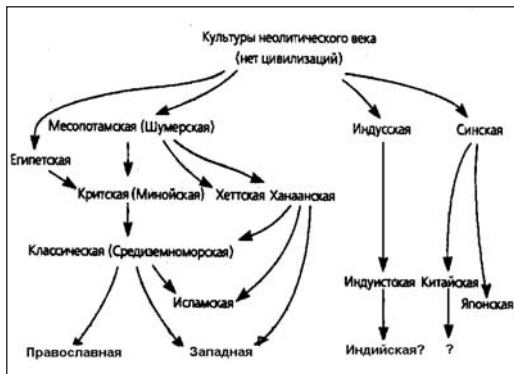 Культуры неолитического века
(нет цивилизаций)
Месопотамская (Шумерская)
Индусская
Синская
Египетская
Критская (Минойская)
Хеттская
Ханаанская
Классическая (Средиземноморская)
Исламская
Индуистская
Китайская
Японская
Православная
Западная
Индийская?
?